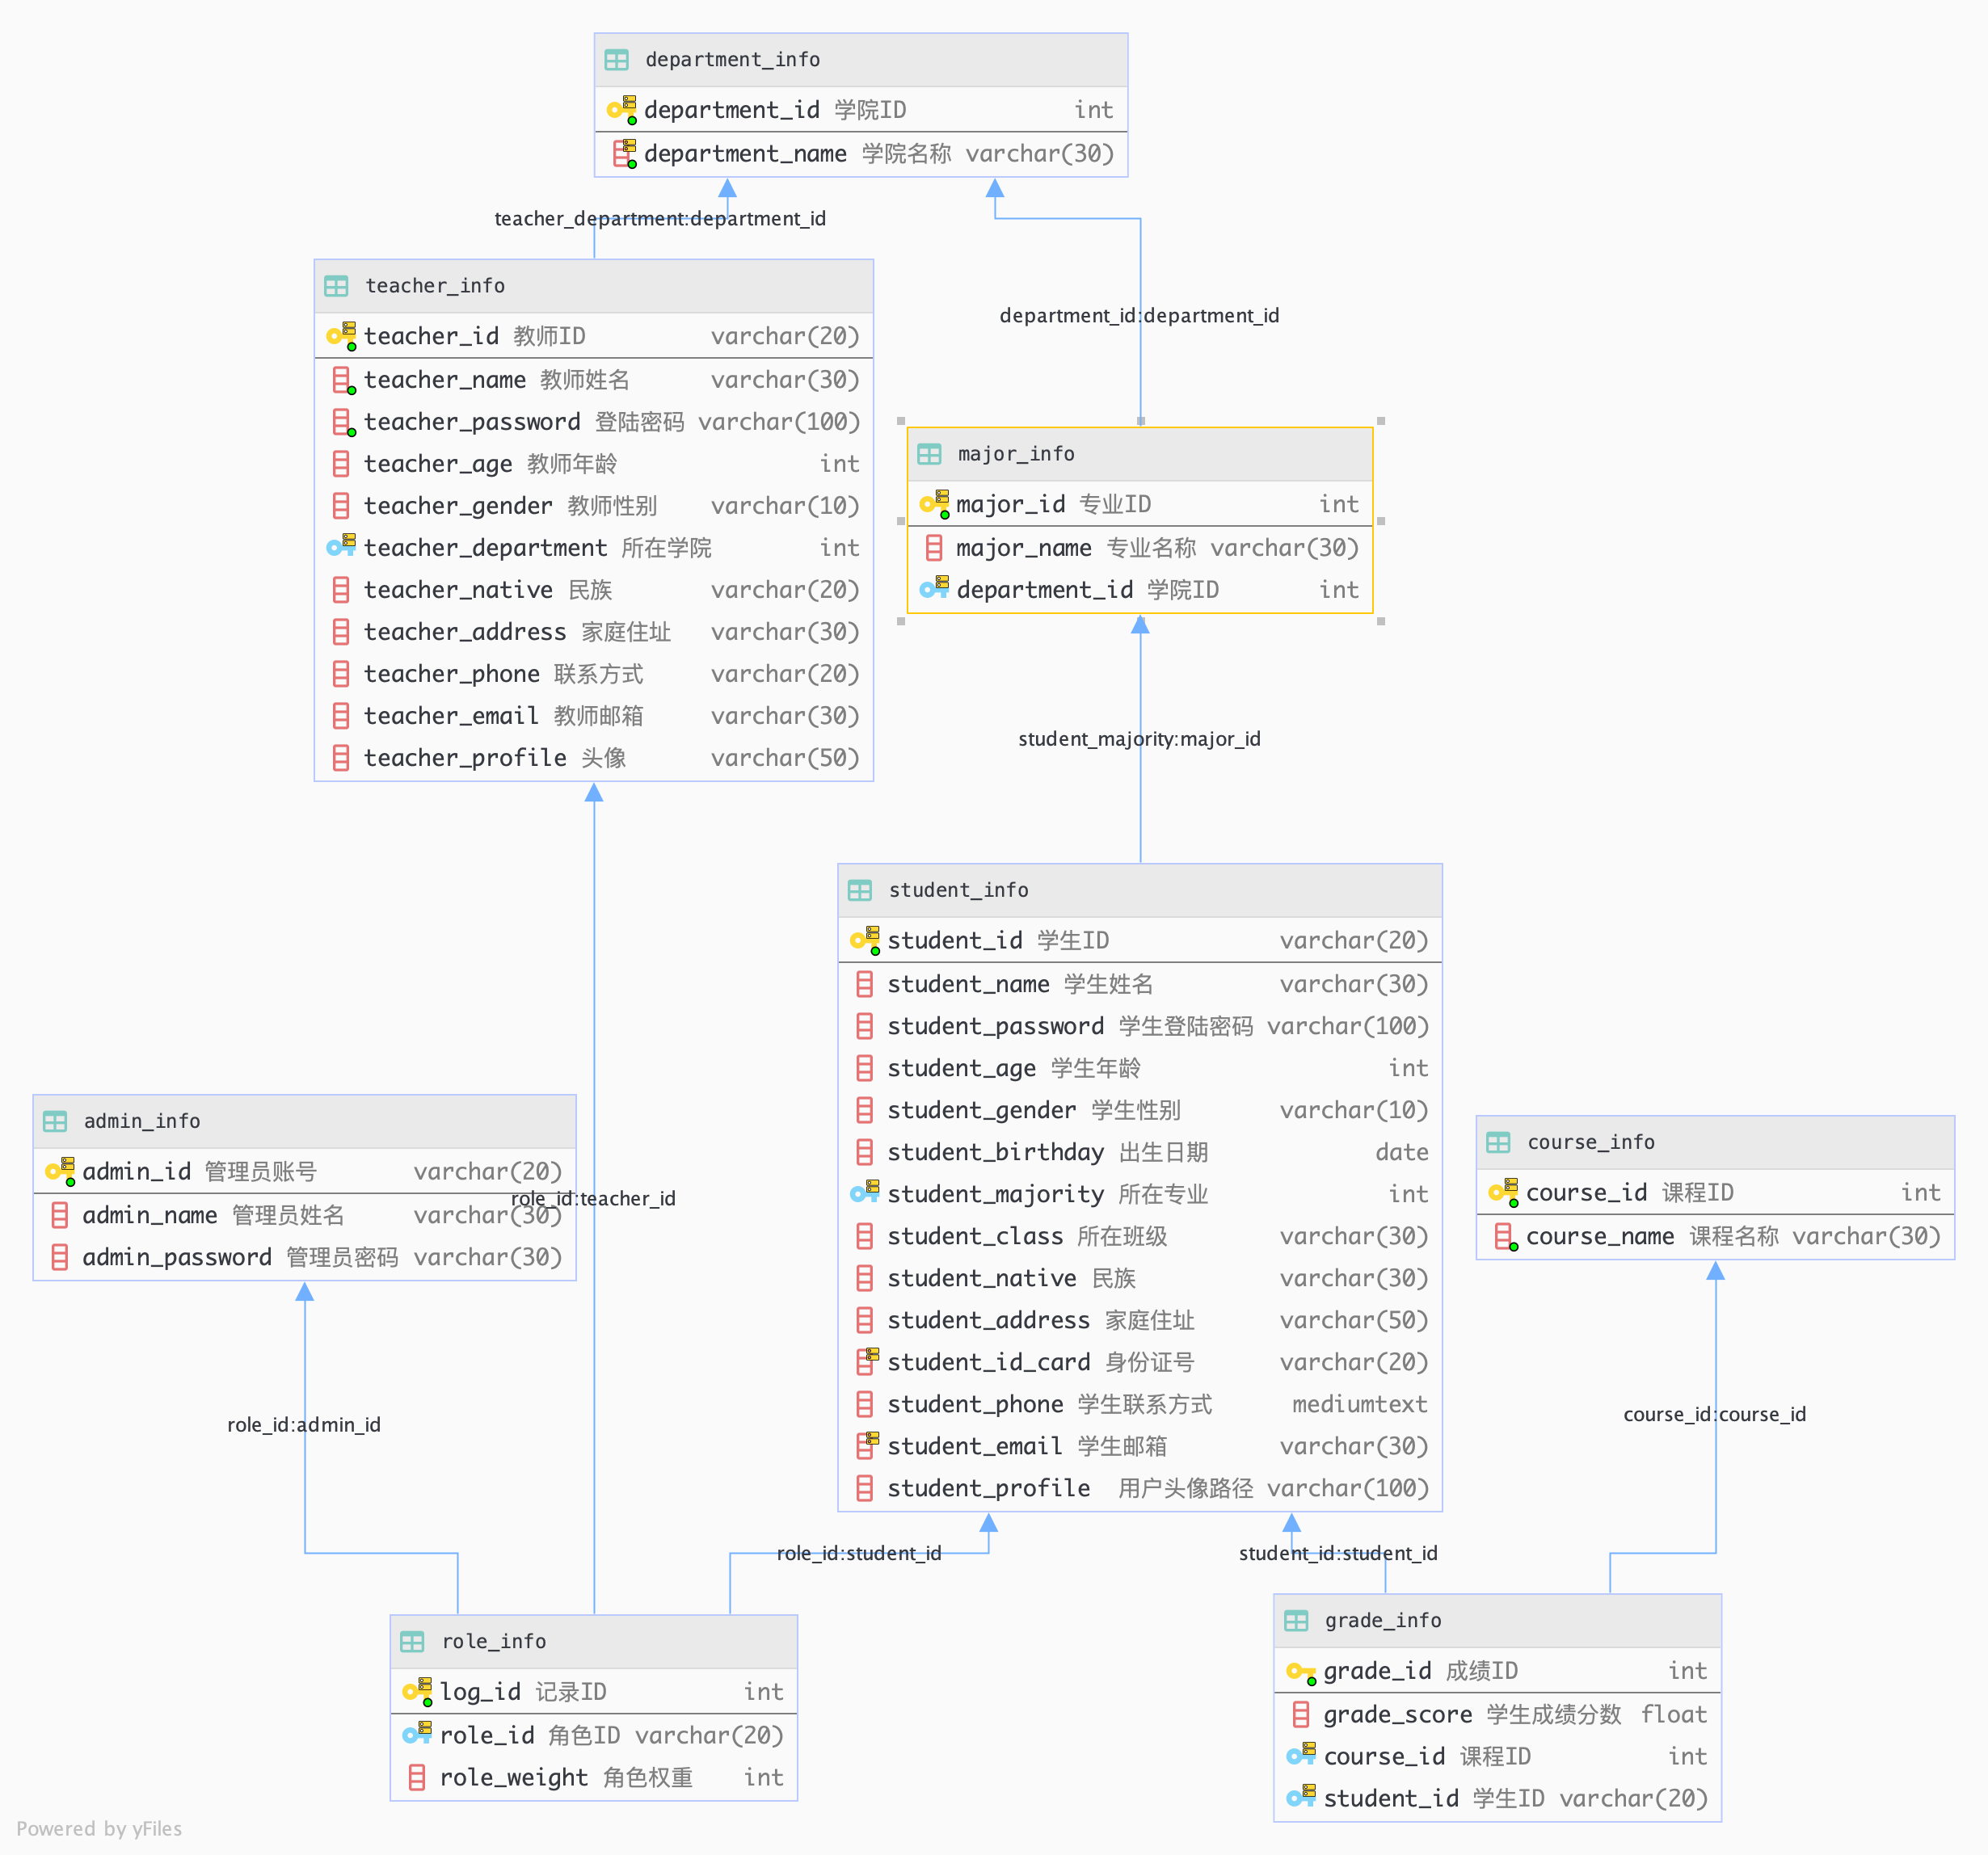 department_info
department_id 学院ID int
department_name 学院名称 varchar(30)
teacher_department:department_id
teacher_info
teacher_id 教师ID varchar(20)
teacher_name 教师姓名 varchar(30)
teacher_password 登陆密码 varchar(100)
teacher_age 教师年龄 int
teacher_gender 教师性别 varchar(10)
teacher_department 所在学院 int
teacher_native 民族 varchar(20)
teacher_address 家庭住址 varchar(30)
teacher_phone 联系方式 varchar(20)
teacher_email 教师邮箱 varchar(30)
teacher_profile 头像 varchar(50)
department_id:department_id
major_info
major_id 专业ID int
major_name 专业名称 varchar(30)
department_id 学院ID int
student_majority:major_id
student_info
student_id 学生ID varchar(20)
student_name 学生姓名 varchar(30)
student_password 学生登陆密码 varchar(100)
student_age 学生年龄 int
student_gender 学生性别 varchar(10)
student_birthday 出生日期 date
student_majority 所在专业 int
student_class 所在班级 varchar(30)
student_native 民族 varchar(30)
student_address 家庭住址 varchar(50)
student_id_card 身份证号 varchar(20)
student_phone 学生联系方式 mediumtext
student_email 学生邮箱 varchar(30)
student_profile 用户头像路径 varchar(100)
admin_info
admin_id 管理员账号 varchar(20)
admin_name 管理员姓名 varchar(30)
admin_password 管理员密码 varchar(30)
role_id:teacher_id
course_info
course_id 课程ID int
course_name 课程名称 varchar(30)
role_id:admin_id
course_id:course_id
role_id:student_id
student_id:student_id
role_info
log_id 记录ID int
role_id 角色ID varchar(20)
role_weight 角色权重 int
grade_info
grade_id 成绩ID int
grade_score 学生成绩分数 float
course_id 课程ID int
student_id 学生ID varchar(20)
Powered by yFiles